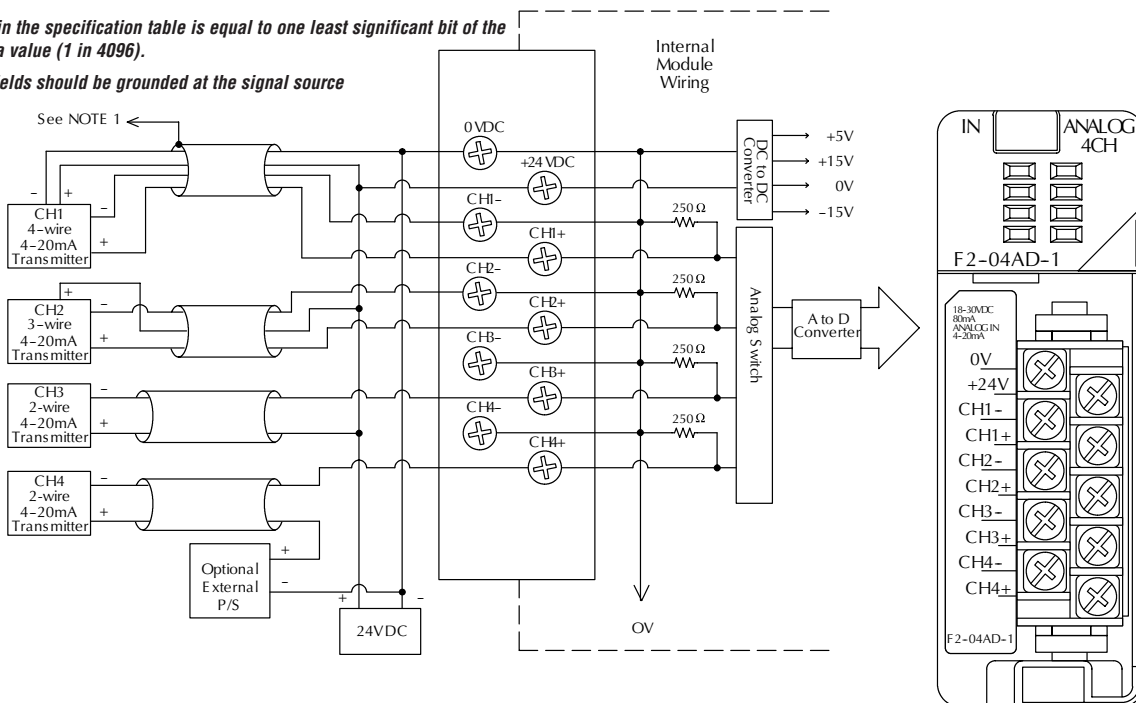 in the specification table is equal to one least significant bit of the
a value (1 in 4096).
elds should be grounded at the signal source
See NOTE 1
Internal
Module
Wiring
0 VDC
+24 VDC
CH1-
CH1+
CH2-
CH2+
CH3-
CH3+
CH4-
CH4+
- +
CH1
4-wire
4-20mA
Transmitter
-
+
+
CH2
3-wire
4-20mA
Transmitter
-
+
CH3
2-wire
4-20mA
Transmitter
-
+
CH4
2-wire
4-20mA
Transmitter
-
+
Optional
External
P/S
+
-
+ -
24VDC
250 Ω
250 Ω
250 Ω
250 Ω
DC to DC
Converter
+5V
+15V
0V
-15V
Analog Switch
A to D
Converter
OV
IN
ANALOG
4CH
F2-04AD-1
18-30VDC
80mA
ANALOG IN
4-20mA
0V
+24V
CH1-
CH1+
CH2-
CH2+
CH3-
CH3+
CH4-
CH4+
F2-04AD-1